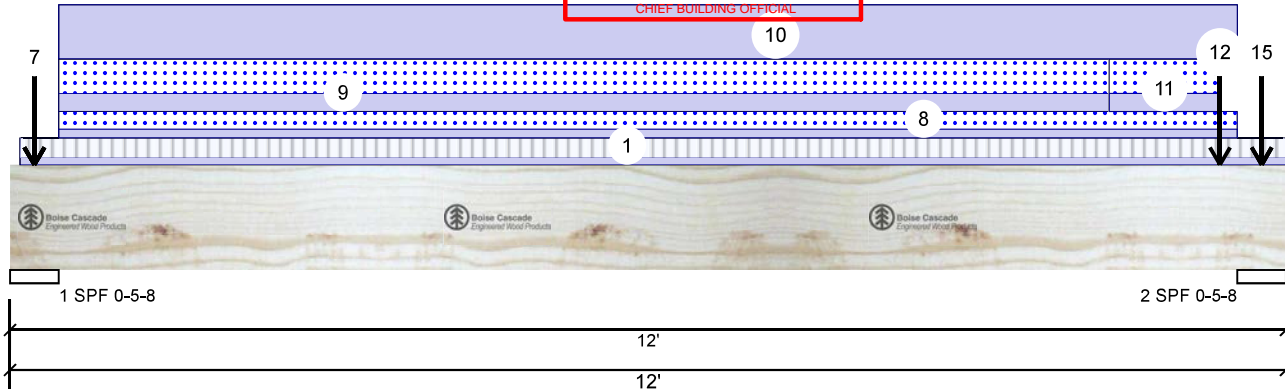 CHIEF BUILDING OFFICIAL
10
7
12
15
9
11
8
1
Boise Cascade
Engineered Wood Products
Boise Cascade
Engineered Wood Products
Boise Cascade
Engineered Wood Products
1 SPF 0-5-8
2 SPF 0-5-8
12'
12'